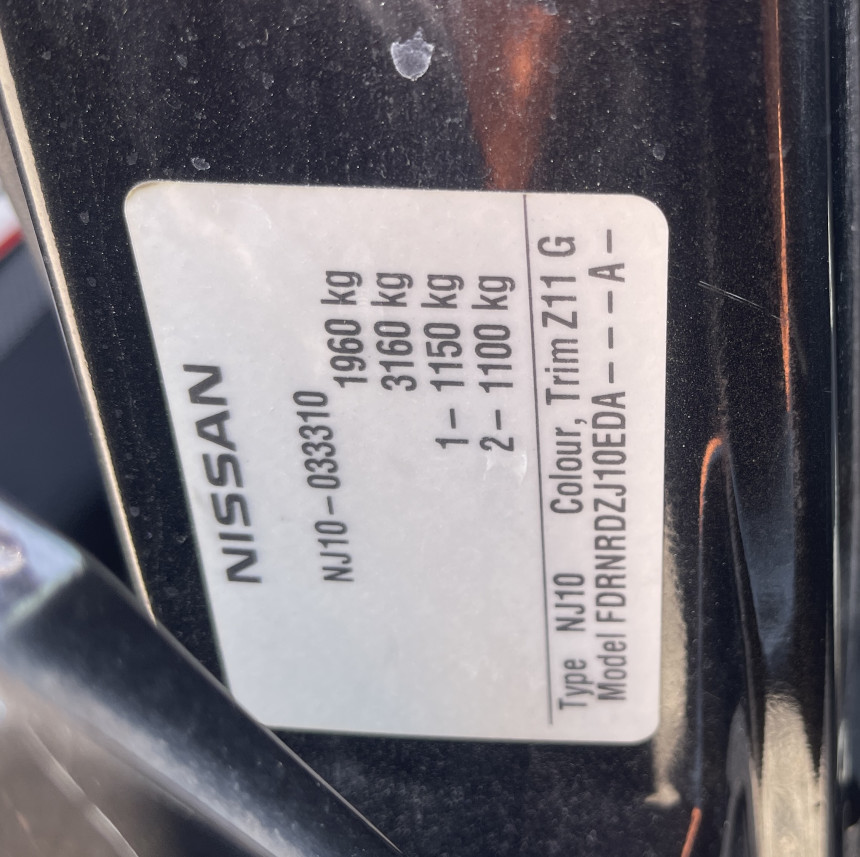 NISSAN
NJ10-033310
1960 kg
3160 kg
1- 1150 kg
2- 1100 kg
Type NJ10 Colour, Trim Z11 G
Model FDRNRDZJ10EDA---A-